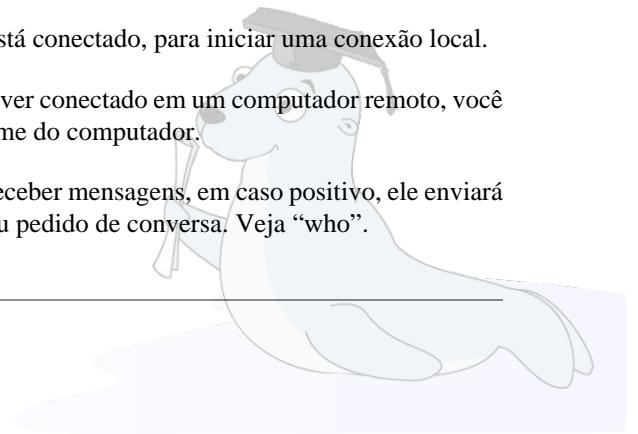 stá conectado, para iniciar uma conexão local.
ver conectado em um computador remoto, você
me do computador.
eceber mensagens, em caso positivo, ele enviará
u pedido de conversa. Veja “who”.